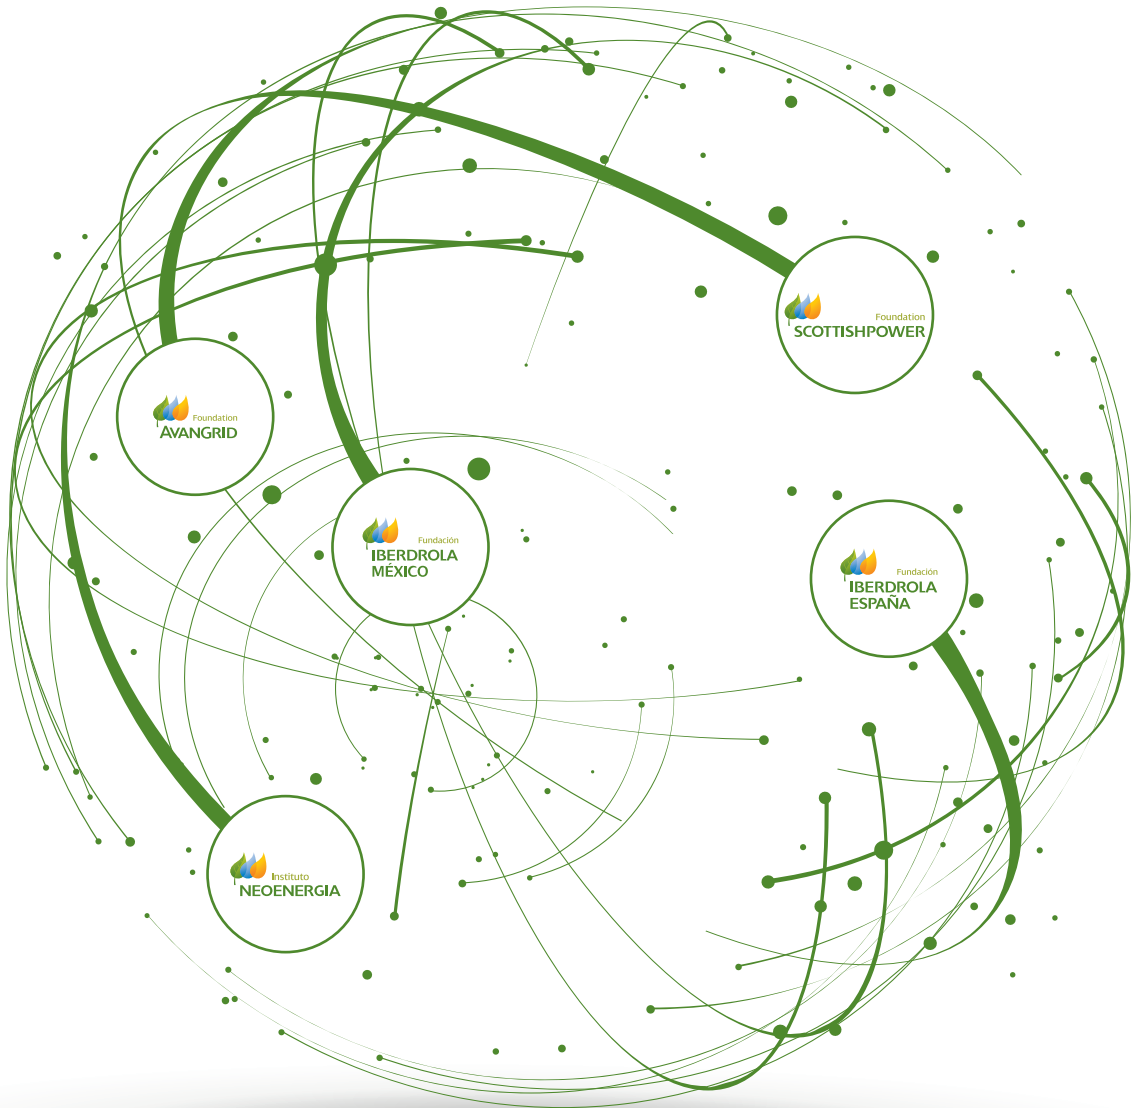 Foundation
SCOTTISHPOWER
Foundation
AVANGRID
Fundación
IBERDROLA
MÉXICO
Fundación
IBERDROLA
ESPAÑA
Instituto
NEOENERGIA